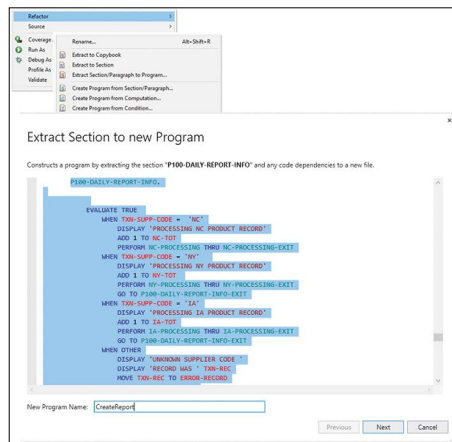 Refactor
Source
Coverage
Run As
Debug As
Profile As
Validate
Rename... Alt+Shift+R
Extract to Copybook
Extract to Section
Extract Section/Paragraph to Program...
Create Program from Section/Paragraph...
Create Program from Computation...
Create Program from Condition...
Extract Section to new Program
Constructs a program by extracting the section "P100-DAILY-REPORT-INFO" and any code dependencies to a new file.
P100-DAILY-REPORT-INFO.
EVALUATE TRUE
WHEN TXN-SUPP-CODE = 'NC'
DISPLAY 'PROCESSING NC PRODUCT RECORD'
ADD 1 TO NC-TOT
PERFORM NC-PROCESSING THRU NC-PROCESSING-EXIT
WHEN TXN-SUPP-CODE = 'NY'
DISPLAY 'PROCESSING NY PRODUCT RECORD'
ADD 1 TO NY-TOT
PERFORM NY-PROCESSING THRU NY-PROCESSING-EXIT
GO TO P100-DAILY-REPORT-INFO-EXIT
WHEN TXN-SUPP-CODE = 'IA'
DISPLAY 'PROCESSING IA PRODUCT RECORD'
ADD 1 TO IA-TOT
PERFORM IA-PROCESSING THRU IA-PROCESSING-EXIT
GO TO P100-DAILY-REPORT-INFO-EXIT
WHEN OTHER
DISPLAY 'UNKNOWN SUPPLIER CODE '
DISPLAY 'RECORD WAS ' TXN-REC
MOVE TXN-REC TO ERROR-RECORD
New Program Name: CreateReport
Previous Next Cancel